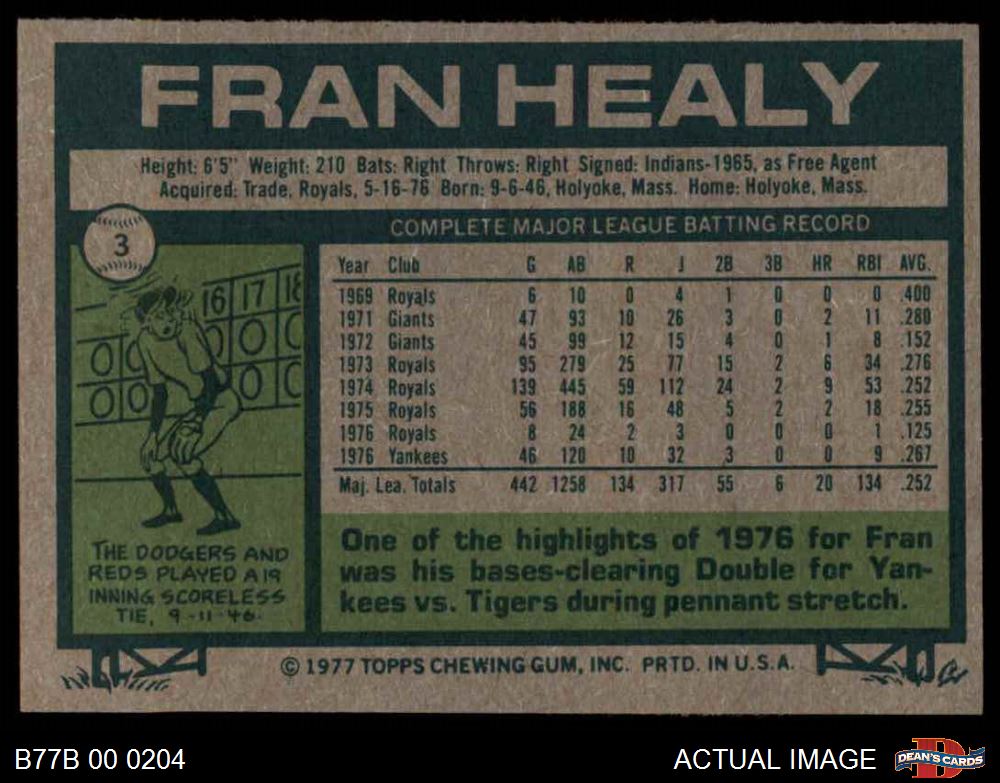 FRAN HEALY
Height: 6'5" Weight: 210 Bats: Right Throws: Right Signed: Indians-1965, as Free Agent
Acquired: Trade, Royals, 5-16-76 Born: 9-6-46, Holyoke, Mass. Home: Holyoke, Mass.
3
COMPLETE MAJOR LEAGUE BATTING RECORD
Year Club G AB R J 2B 3B HR RBI AVG.
1969 Royals 6 10 0 4 1 0 0 0 .400
1971 Giants 47 93 10 26 3 0 2 11 .280
1972 Giants 45 99 12 15 4 0 1 8 .152
1973 Royals 95 279 25 77 15 2 6 34 .276
1974 Royals 139 445 59 112 24 2 9 53 .252
1975 Royals 56 188 16 48 5 2 2 18 .255
1976 Royals 8 24 2 3 0 0 0 1 .125
1976 Yankees 46 120 10 32 3 0 0 9 .267
Maj. Lea. Totals 442 1258 134 317 55 6 20 134 .252
16 17 18
0 0 0 0 0
0 0 0 0 0
THE DODGERS AND
REDS PLAYED A 19
INNING SCORELESS
TIE, 9-11-46.
One of the highlights of 1976 for Fran
was his bases-clearing Double for Yan-
kees vs. Tigers during pennant stretch.
© 1977 TOPPS CHEWING GUM, INC. PRTD. IN U.S.A.
B77B 00 0204
ACTUAL IMAGE
D
DEAN'S CARDS